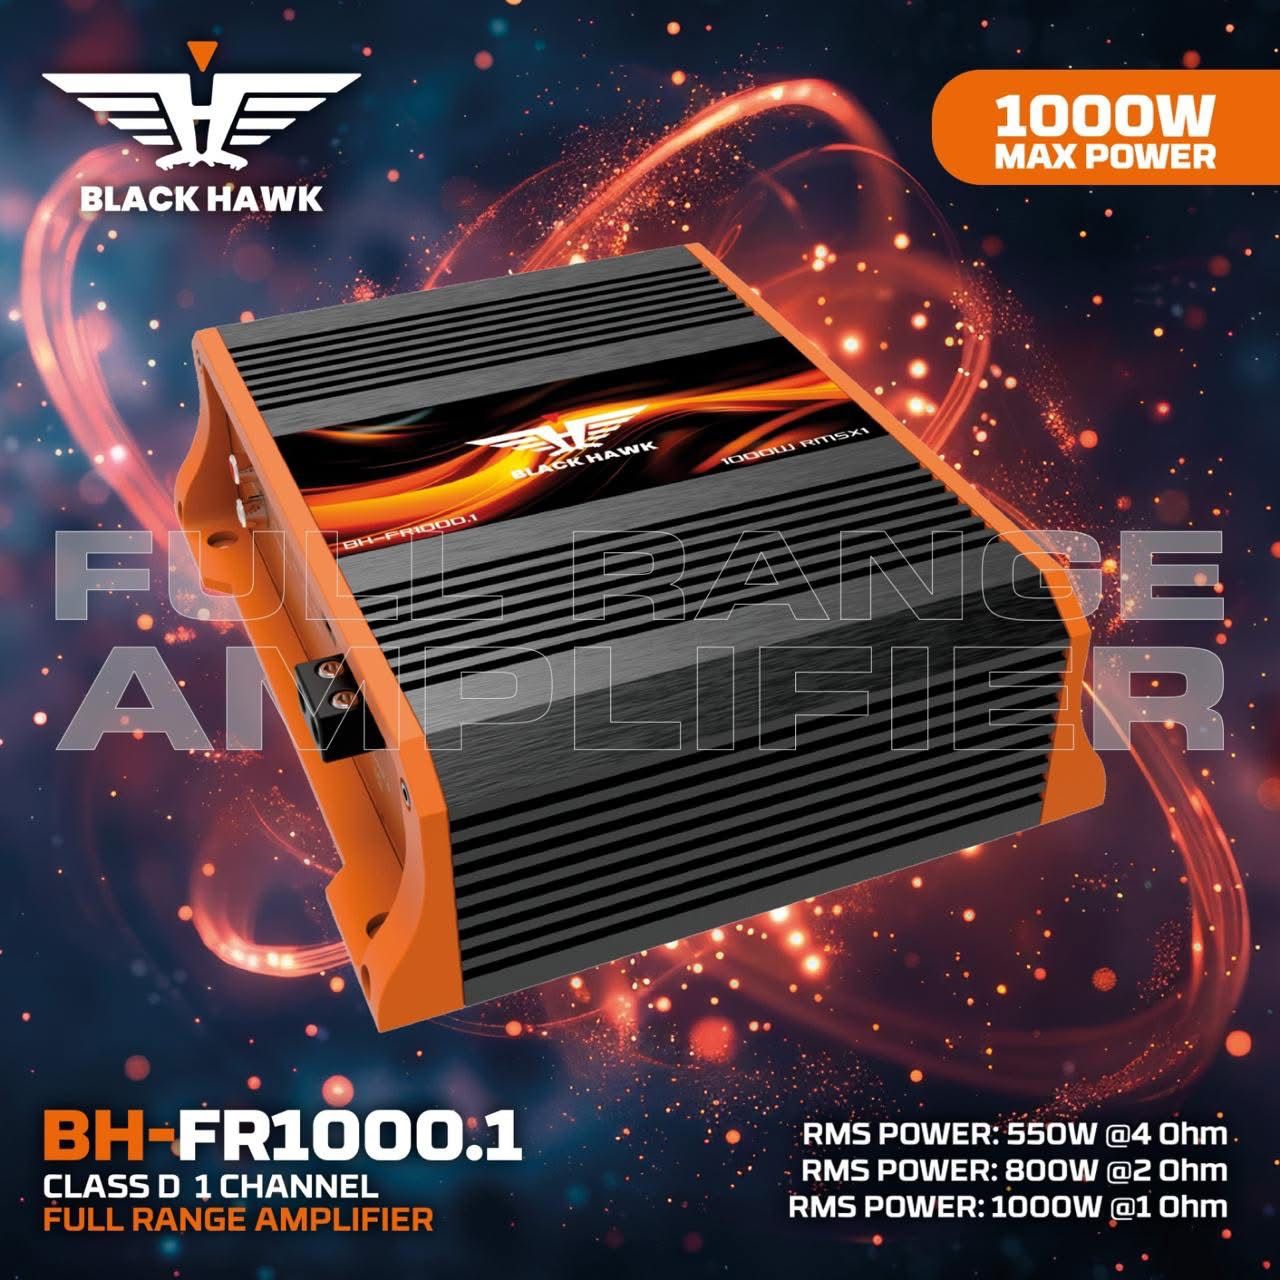 BLACK HAWK
1000W
MAX POWER
BLACK HAWK
1000W RMSX1
BH-FR1000.1
FULL RANGE
AMPLIFIER
BH-FR1000.1
CLASS D 1 CHANNEL
FULL RANGE AMPLIFIER
RMS POWER: 550W @4 Ohm
RMS POWER: 800W @2 Ohm
RMS POWER: 1000W @1 Ohm